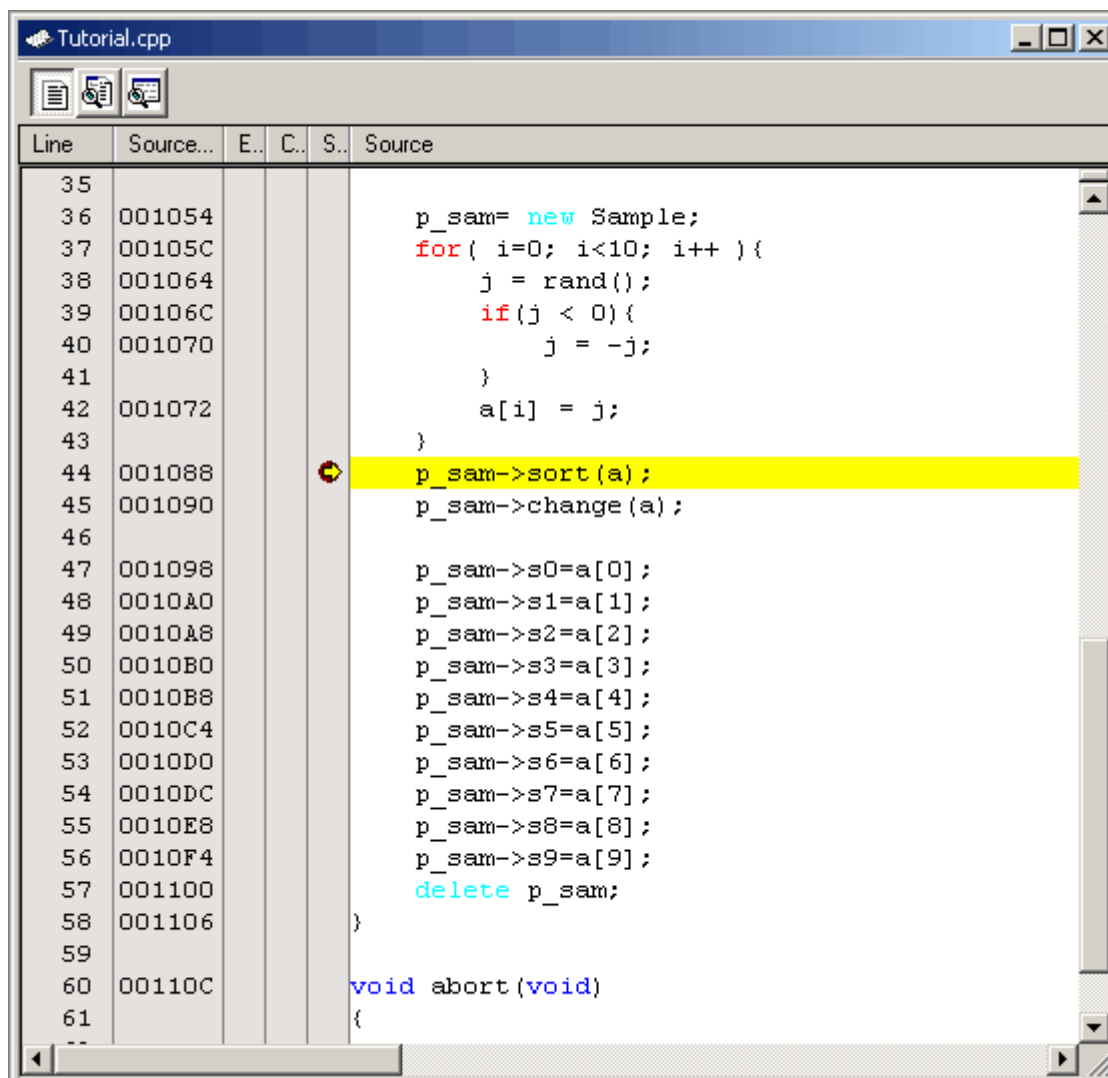 Tutorial.cpp
Line Source... E.. C.. S.. Source
35
36 001054 p_sam= new Sample;
37 00105C for( i=0; i<10; i++ ){
38 001064 j = rand();
39 00106C if(j < 0){
40 001070 j = -j;
41 }
42 001072 a[i] = j;
43 }
44 001088 p_sam->sort(a);
45 001090 p_sam->change(a);
46
47 001098 p_sam->s0=a[0];
48 0010A0 p_sam->s1=a[1];
49 0010A8 p_sam->s2=a[2];
50 0010B0 p_sam->s3=a[3];
51 0010B8 p_sam->s4=a[4];
52 0010C4 p_sam->s5=a[5];
53 0010D0 p_sam->s6=a[6];
54 0010DC p_sam->s7=a[7];
55 0010E8 p_sam->s8=a[8];
56 0010F4 p_sam->s9=a[9];
57 001100 delete p_sam;
58 001106 }
59
60 00110C void abort(void)
61 {